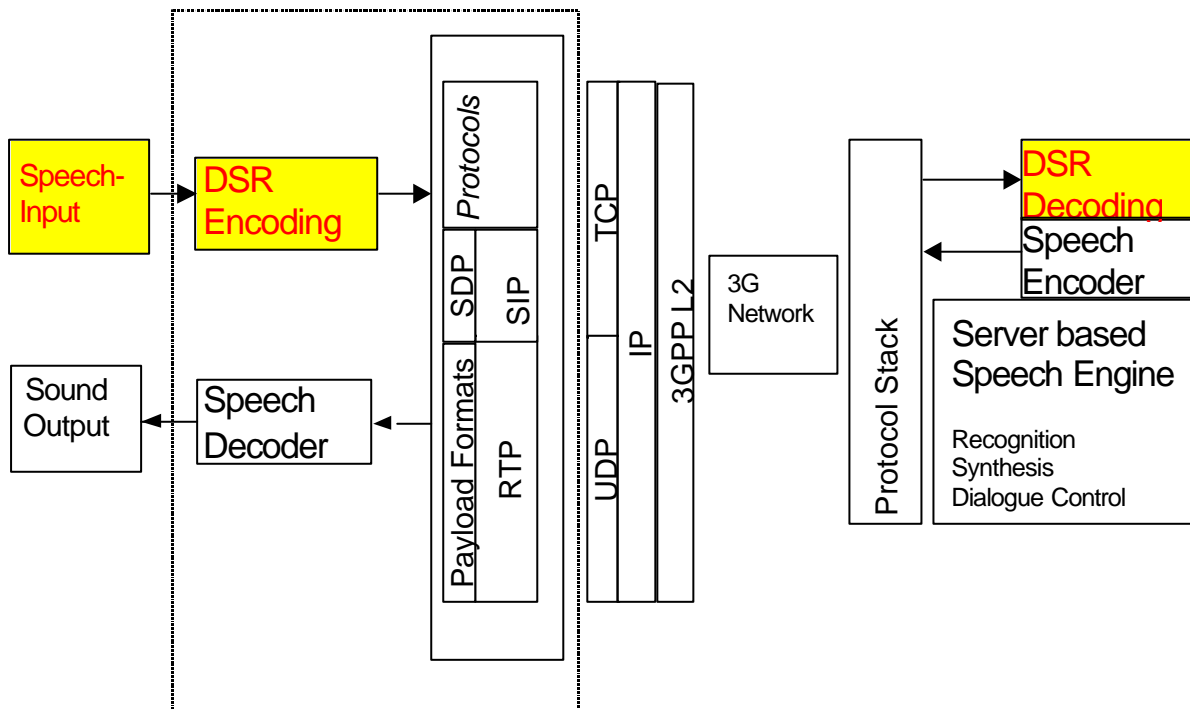 Speech-
Input
DSR
Encoding
Protocols
SDP
SIP
Payload Formats
RTP
TCP
UDP
IP
3GPP L2
3G
Network
Protocol Stack
DSR
Decoding
Speech
Encoder
Server based
Speech Engine
Recognition
Synthesis
Dialogue Control
Sound
Output
Speech
Decoder